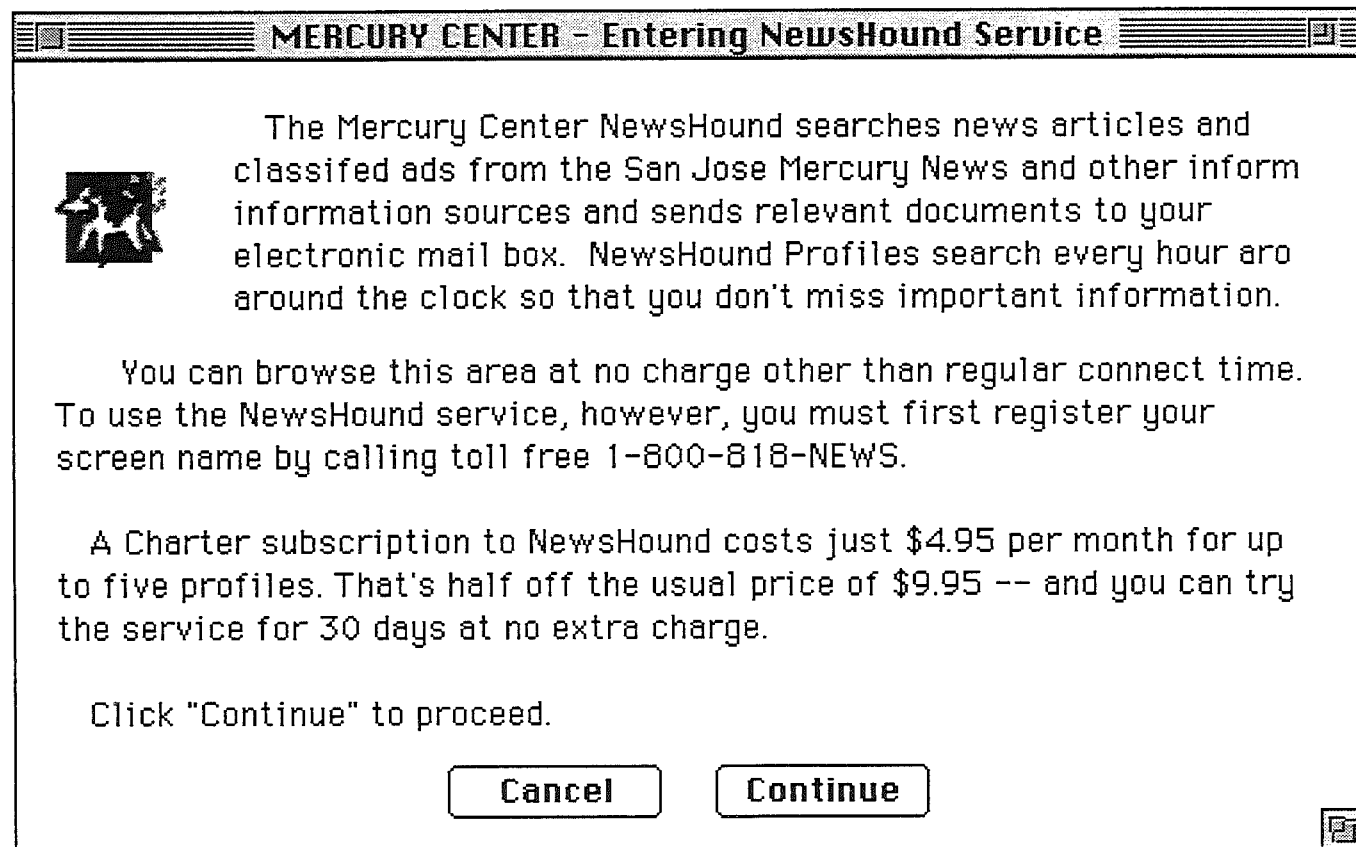 MERCURY CENTER - Entering NewsHound Service
The Mercury Center NewsHound searches news articles and
classifed ads from the San Jose Mercury News and other inform
information sources and sends relevant documents to your
electronic mail box.  NewsHound Profiles search every hour aro
around the clock so that you don't miss important information.
You can browse this area at no charge other than regular connect time.
To use the NewsHound service, however, you must first register your
screen name by calling toll free 1-800-818-NEWS.
A Charter subscription to NewsHound costs just $4.95 per month for up
to five profiles. That's half off the usual price of $9.95 -- and you can try
the service for 30 days at no extra charge.
Click "Continue" to proceed.
Cancel
Continue